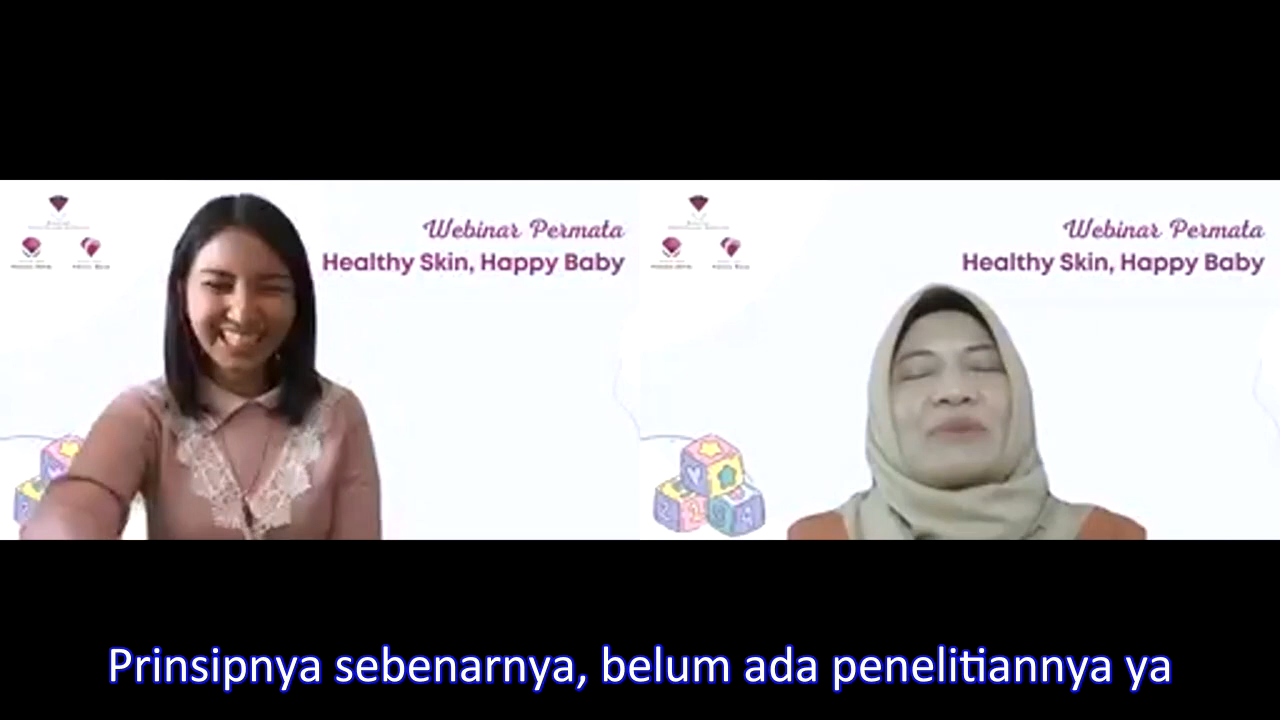 Webinar Permata
Healthy Skin, Happy Baby
Webinar Permata
Healthy Skin, Happy Baby
Prinsipnya sebenarnya, belum ada penelitiannya ya